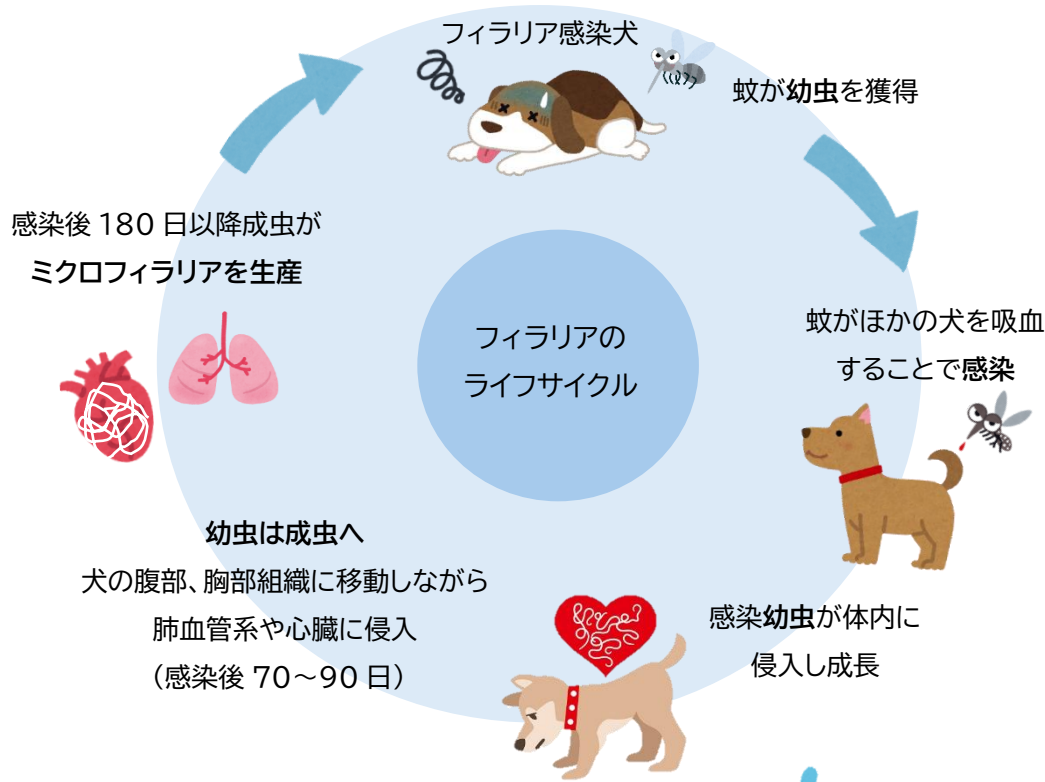 フィラリア感染犬
蚊が幼虫を獲得
蚊がほかの犬を吸血
することで感染
感染幼虫が体内に
侵入し成長
幼虫は成虫へ
犬の腹部、胸部組織に移動しながら
肺血管系や心臓に侵入
（感染後 70～90 日）
感染後 180 日以降成虫が
ミクロフィラリアを生産
フィラリアの
ライフサイクル